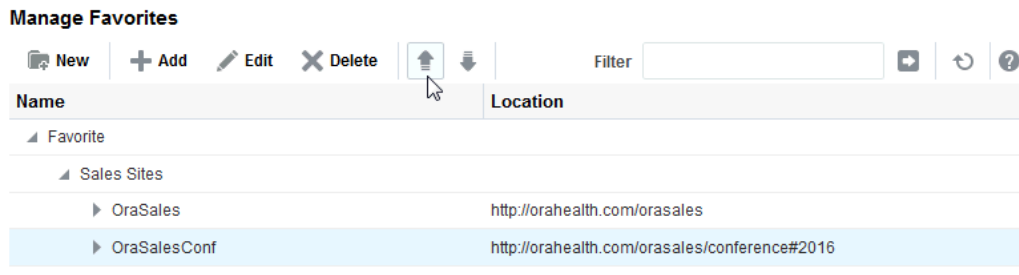 Manage Favorites
New Add Edit Delete Filter
Name Location
Favorite
Sales Sites
OraSales http://orahealth.com/orasales
OraSalesConf http://orahealth.com/orasales/conference#2016